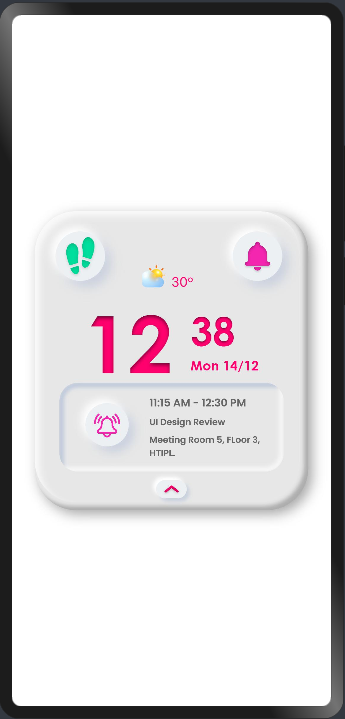 30°
12
38
Mon 14/12
11:15 AM - 12:30 PM
UI Design Review
Meeting Room 5, FLoor 3,
HTIPL.